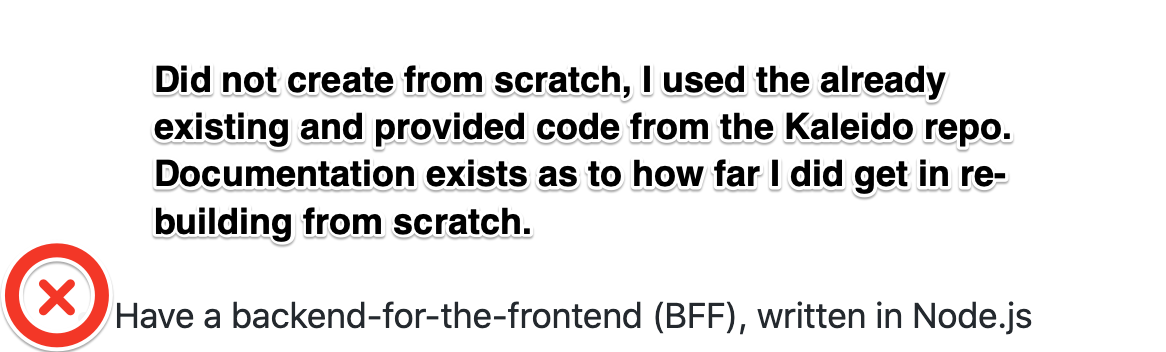 Did not create from scratch, I used the already
existing and provided code from the Kaleido repo.
Documentation exists as to how far I did get in re-
building from scratch.
Have a backend-for-the-frontend (BFF), written in Node.js